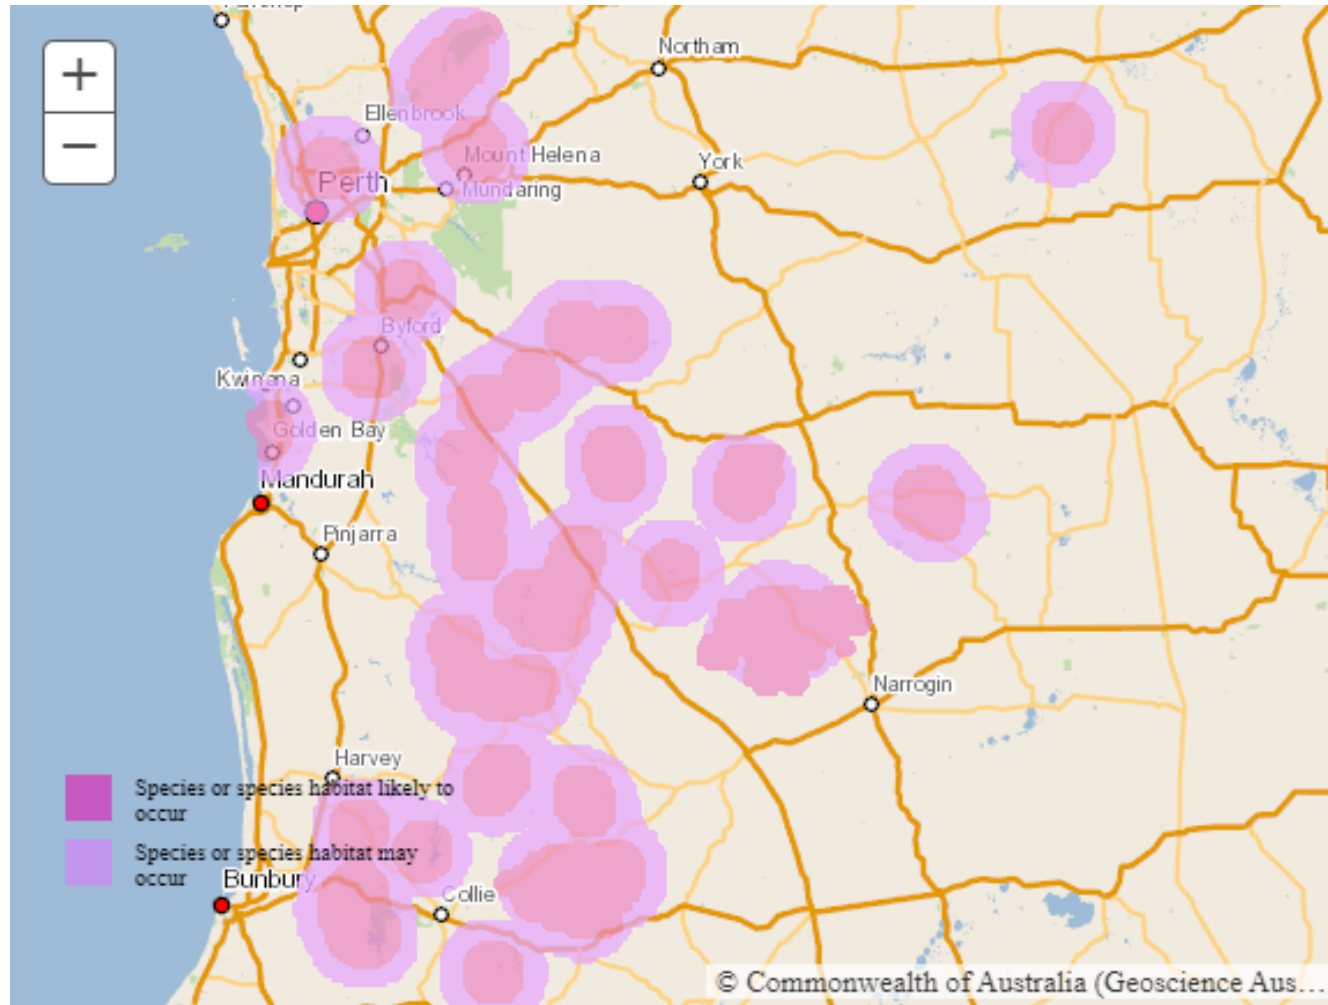 +
Northam
Ellenbrook
Mount Helena
York
Perth
Mundaring
Byford
Kwinana
Golden Bay
Mandurah
Pinjarra
Narrogin
Harvey
Species or species habitat likely to
occur
Species or species habitat may
occur
Bunbury
Collie
−
© Commonwealth of Australia (Geoscience Aus...